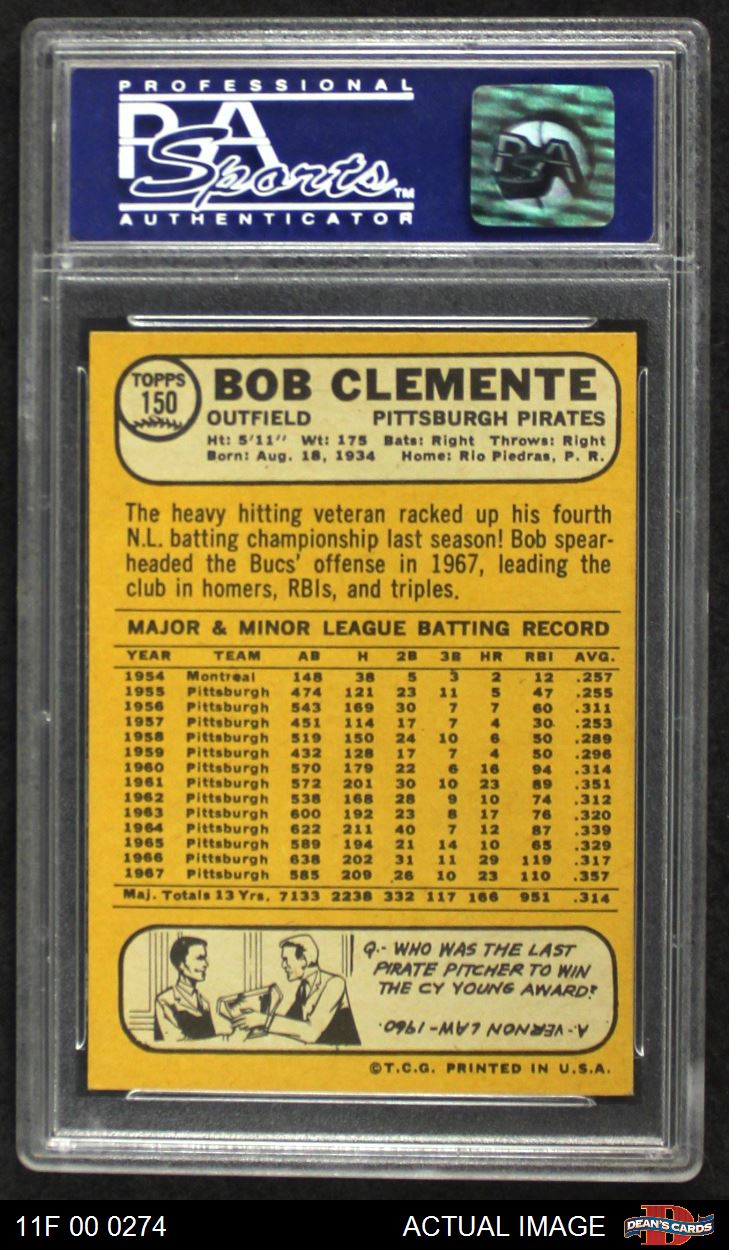 PROFESSIONAL
PSA
Sports™
AUTHENTICATOR
PSA
TOPPS
150
BOB CLEMENTE
OUTFIELD PITTSBURGH PIRATES
Ht: 5'11" Wt: 175 Bats: Right Throws: Right
Born: Aug. 18, 1934 Home: Rio Piedras, P. R.
The heavy hitting veteran racked up his fourth
N.L. batting championship last season! Bob spear-
headed the Bucs' offense in 1967, leading the
club in homers, RBIs, and triples.
MAJOR & MINOR LEAGUE BATTING RECORD
YEAR TEAM AB H 2B 3B HR RBI AVG.
1954 Montreal 148 38 5 3 2 12 .257
1955 Pittsburgh 474 121 23 11 5 47 .255
1956 Pittsburgh 543 169 30 7 7 60 .311
1957 Pittsburgh 451 114 17 7 4 30 .253
1958 Pittsburgh 519 150 24 10 6 50 .289
1959 Pittsburgh 432 128 17 7 4 50 .296
1960 Pittsburgh 570 179 22 6 16 94 .314
1961 Pittsburgh 572 201 30 10 23 89 .351
1962 Pittsburgh 538 168 28 9 10 74 .312
1963 Pittsburgh 600 192 23 8 17 76 .320
1964 Pittsburgh 622 211 40 7 12 87 .339
1965 Pittsburgh 589 194 21 14 10 65 .329
1966 Pittsburgh 638 202 31 11 29 119 .317
1967 Pittsburgh 585 209 26 10 23 110 .357
Maj. Totals 13 Yrs. 7133 2238 332 117 166 951 .314
Q.- WHO WAS THE LAST
PIRATE PITCHER TO WIN
THE CY YOUNG AWARD?
A- VERNON LAW - 1960.
©T.C.G. PRINTED IN U.S.A.
11F 00 0274 ACTUAL IMAGE
D
DEAN'S CARDS